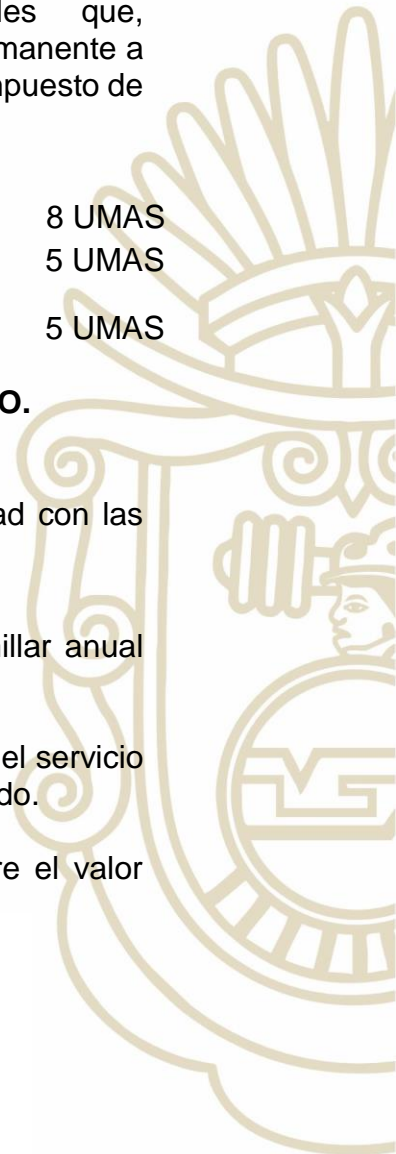 les que,
manente a
puesto de
8 UMAS
5 UMAS
5 UMAS
O.
ad con las
illar anual
el servicio
do.
re el valor